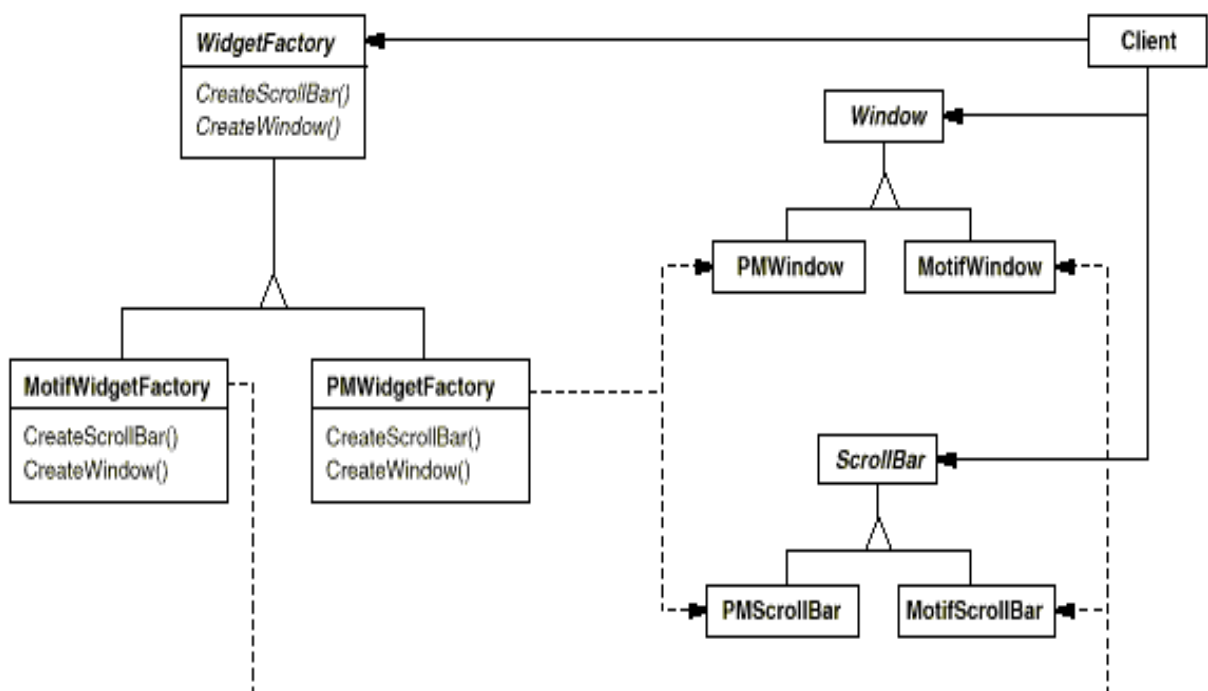 WidgetFactory
CreateScrollBar()
CreateWindow()
Client
Window
PMWindow
MotifWindow
MotifWidgetFactory
CreateScrollBar()
CreateWindow()
PMWidgetFactory
CreateScrollBar()
CreateWindow()
ScrollBar
PMScrollBar
MotifScrollBar